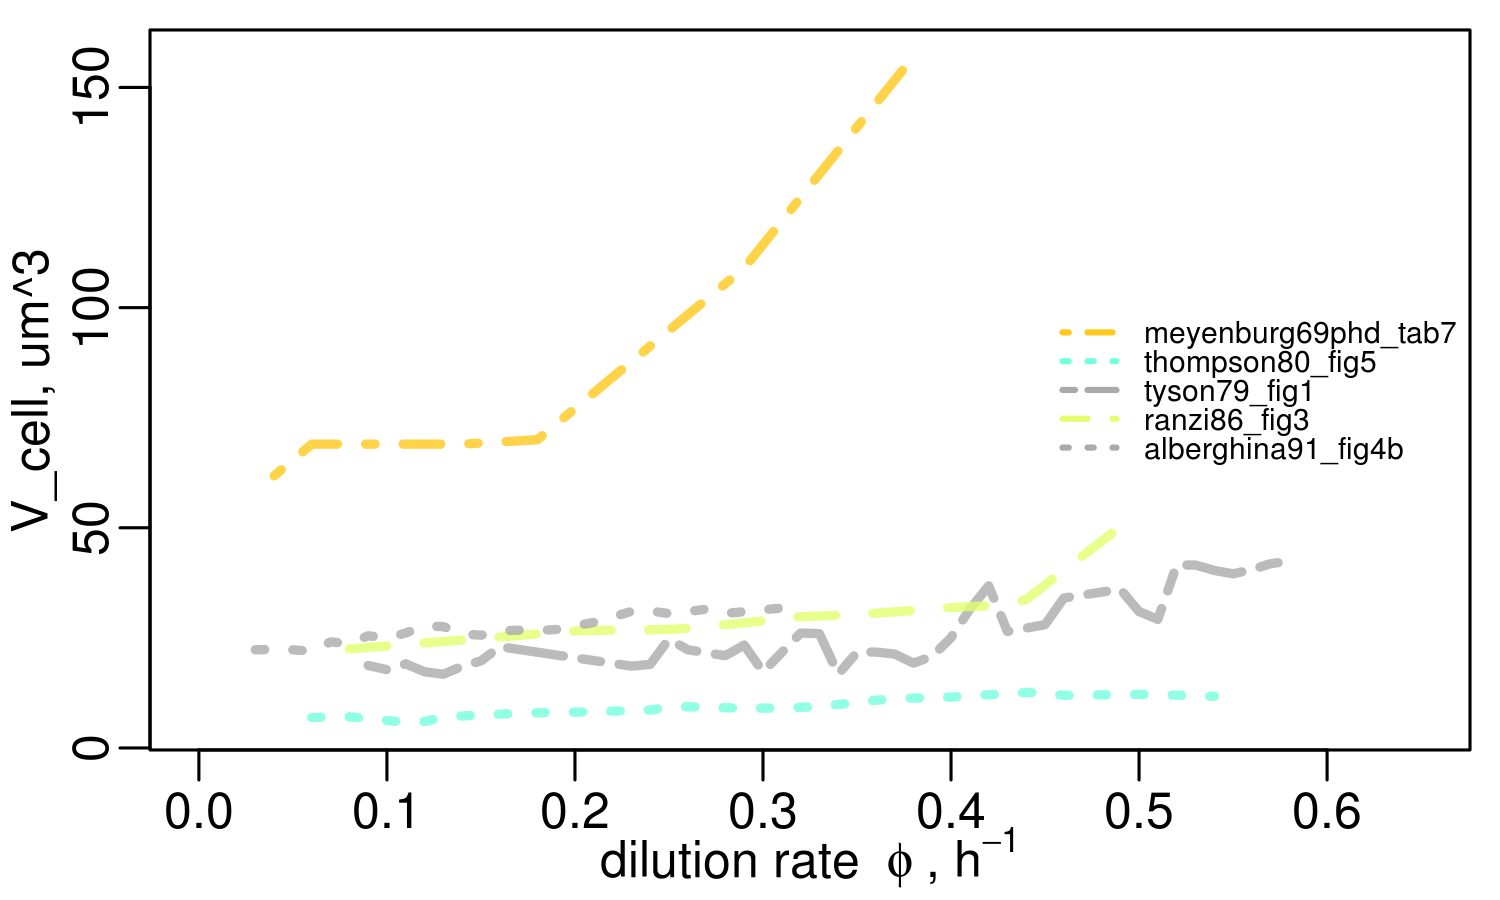 150
100
50
0
V_cell, um^3
meyenburg69phd_tab7
thompson80_fig5
tyson79_fig1
ranzi86_fig3
alberghina91_fig4b
0.0 0.1 0.2 0.3 0.4 0.5 0.6
dilution rate ϕ , h⁻¹